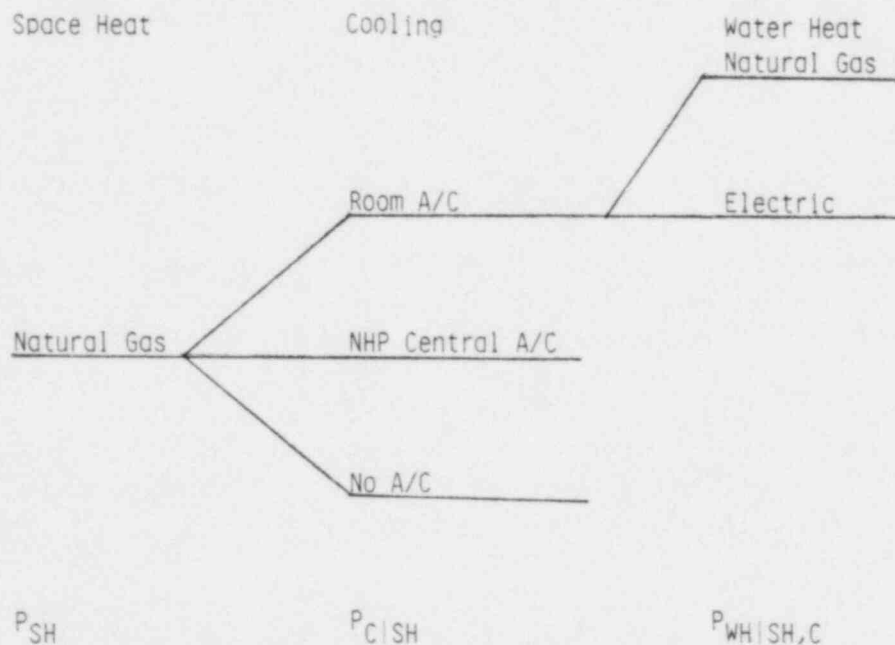 Space Heat Cooling Water Heat
Natural Gas
Room A/C Electric
Natural Gas NHP Central A/C
No A/C
P_SH P_C|SH P_WH|SH,C